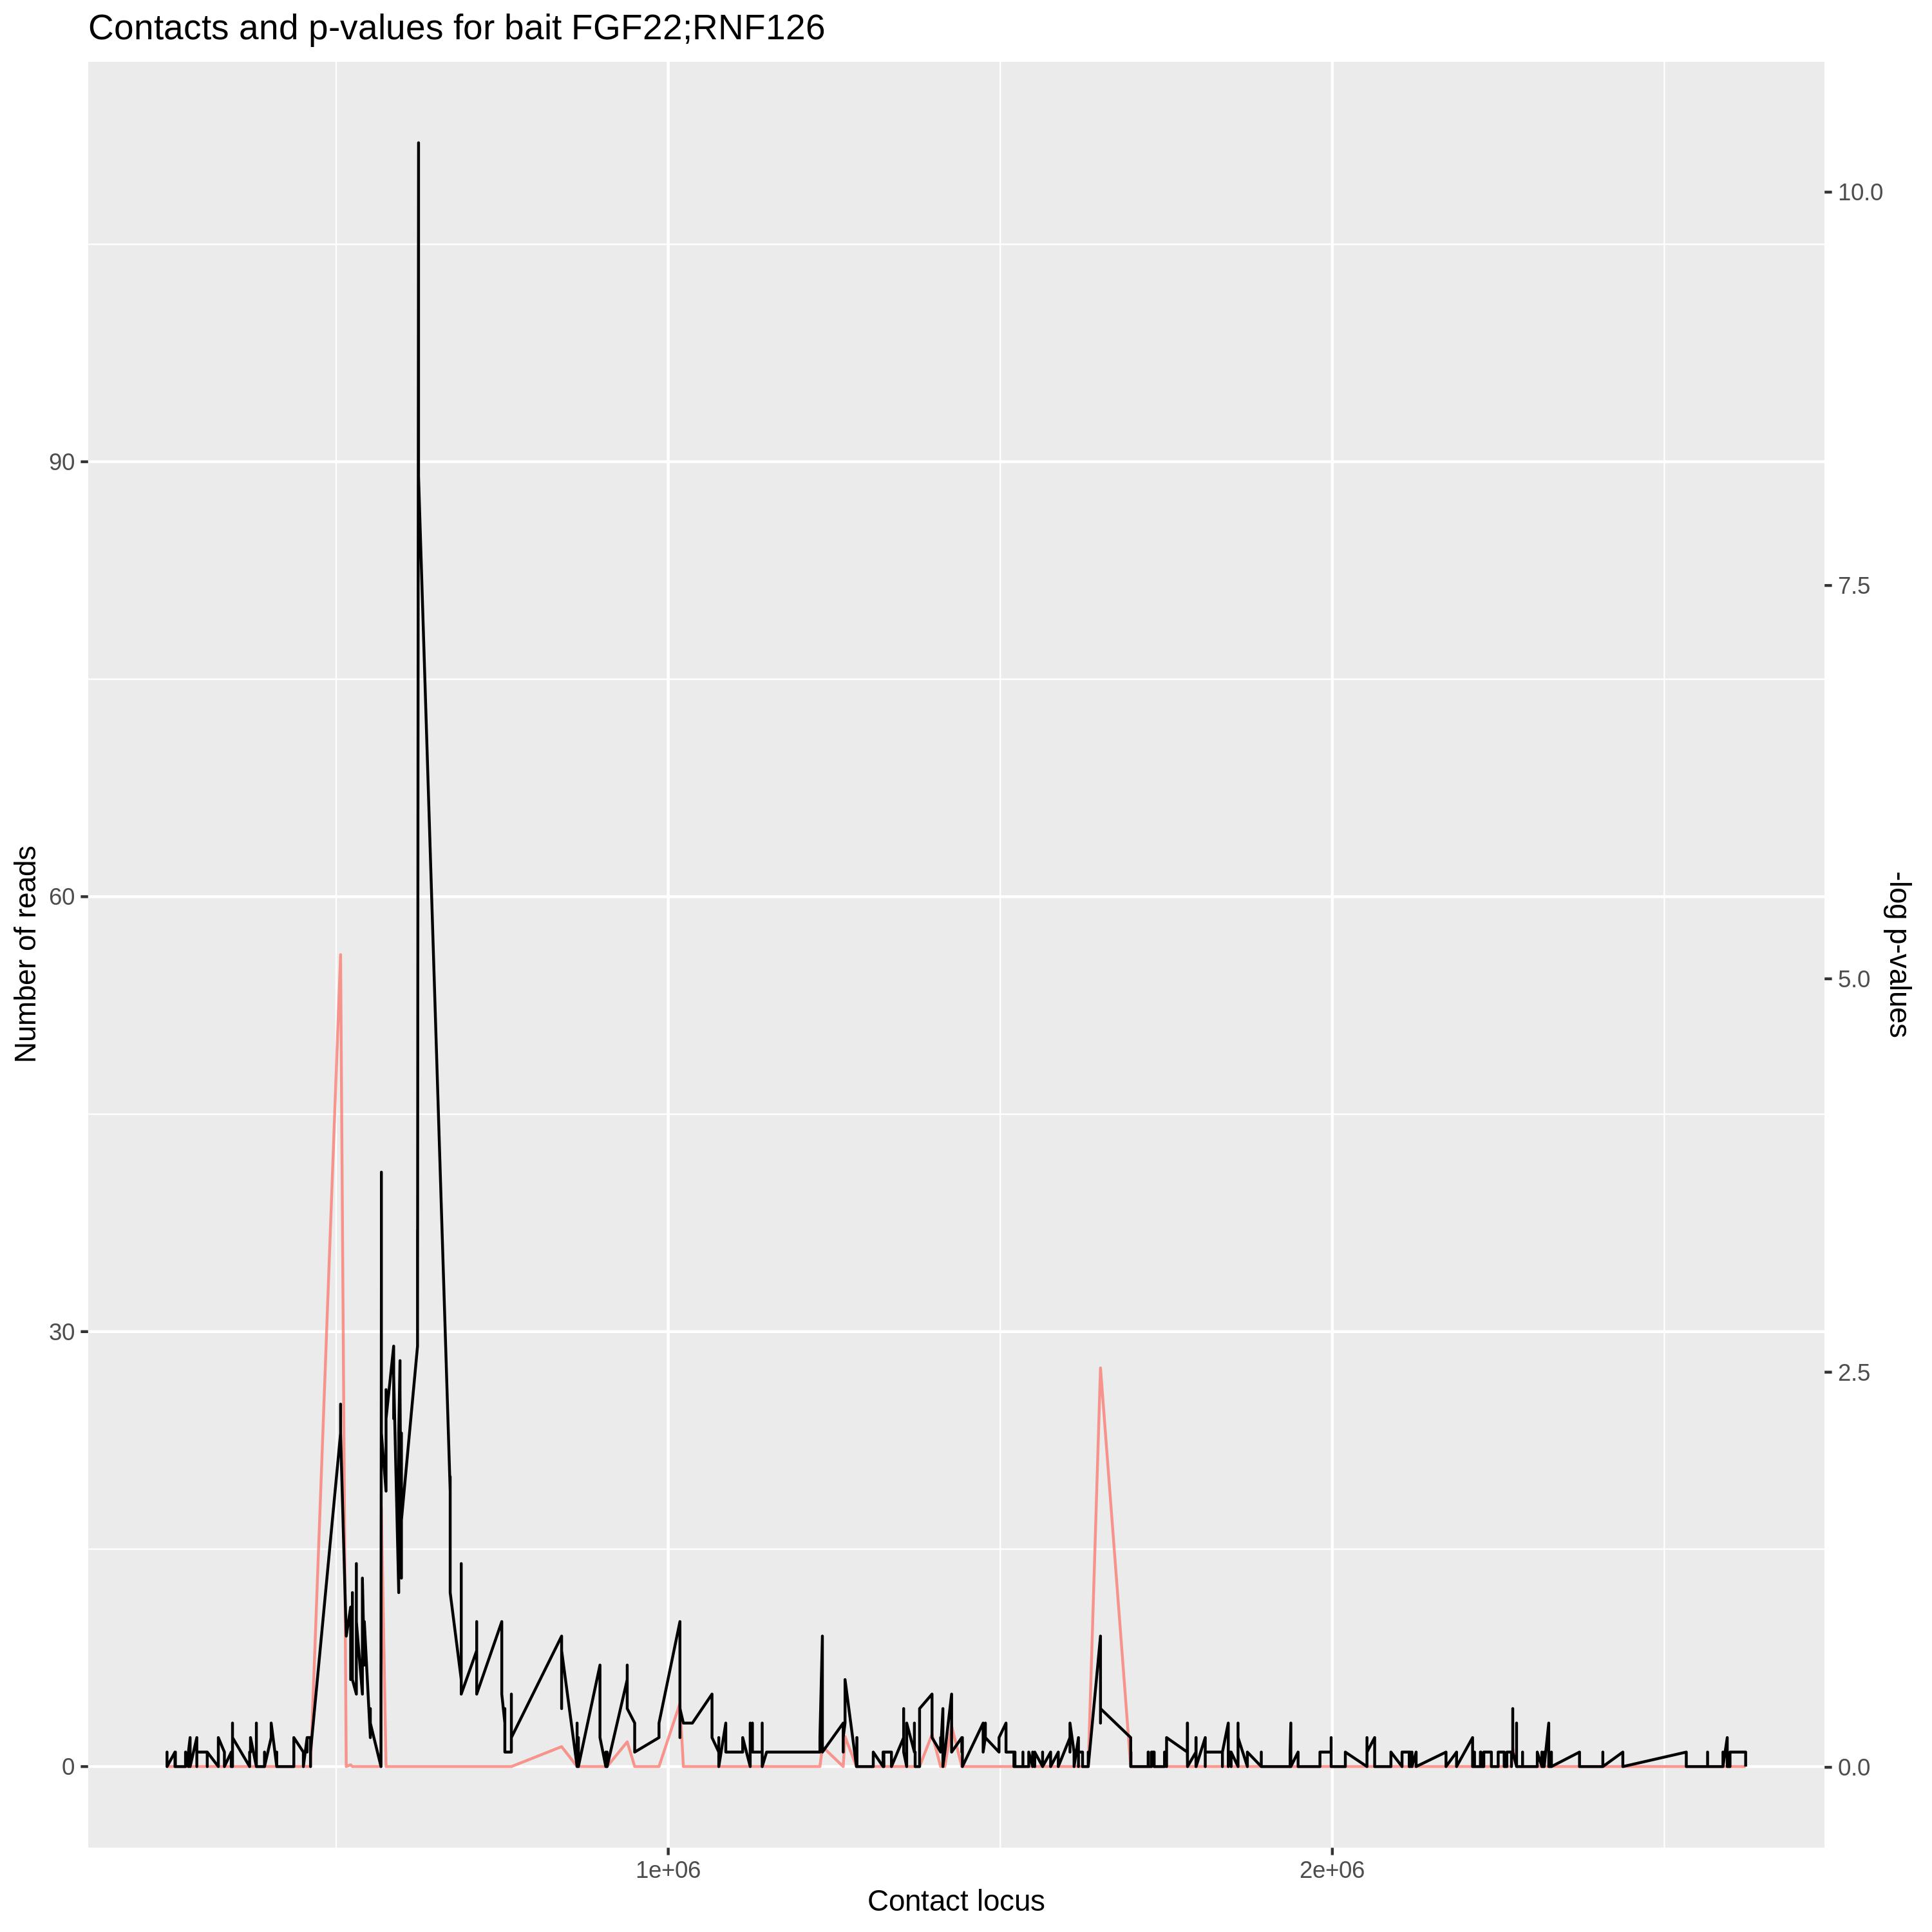 Contacts and p-values for bait FGF22;RNF126
Number of reads
90
60
30
0
10.0
7.5
5.0
2.5
0.0
-log p-values
1e+06
2e+06
Contact locus